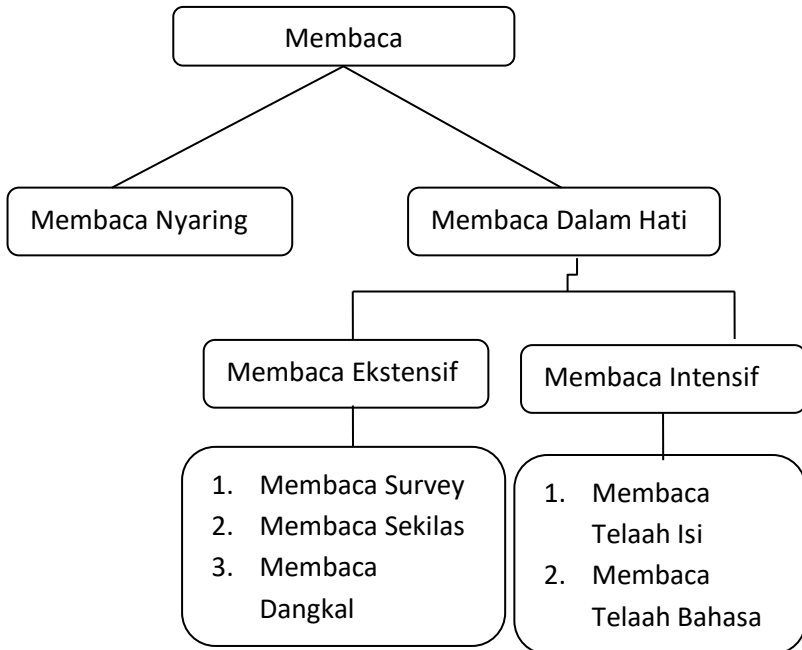 Membaca
Membaca Nyaring
Membaca Dalam Hati
Membaca Ekstensif
Membaca Intensif
1. Membaca Survey
2. Membaca Sekilas
3. Membaca
Dangkal
1. Membaca
Telaah Isi
2. Membaca
Telaah Bahasa